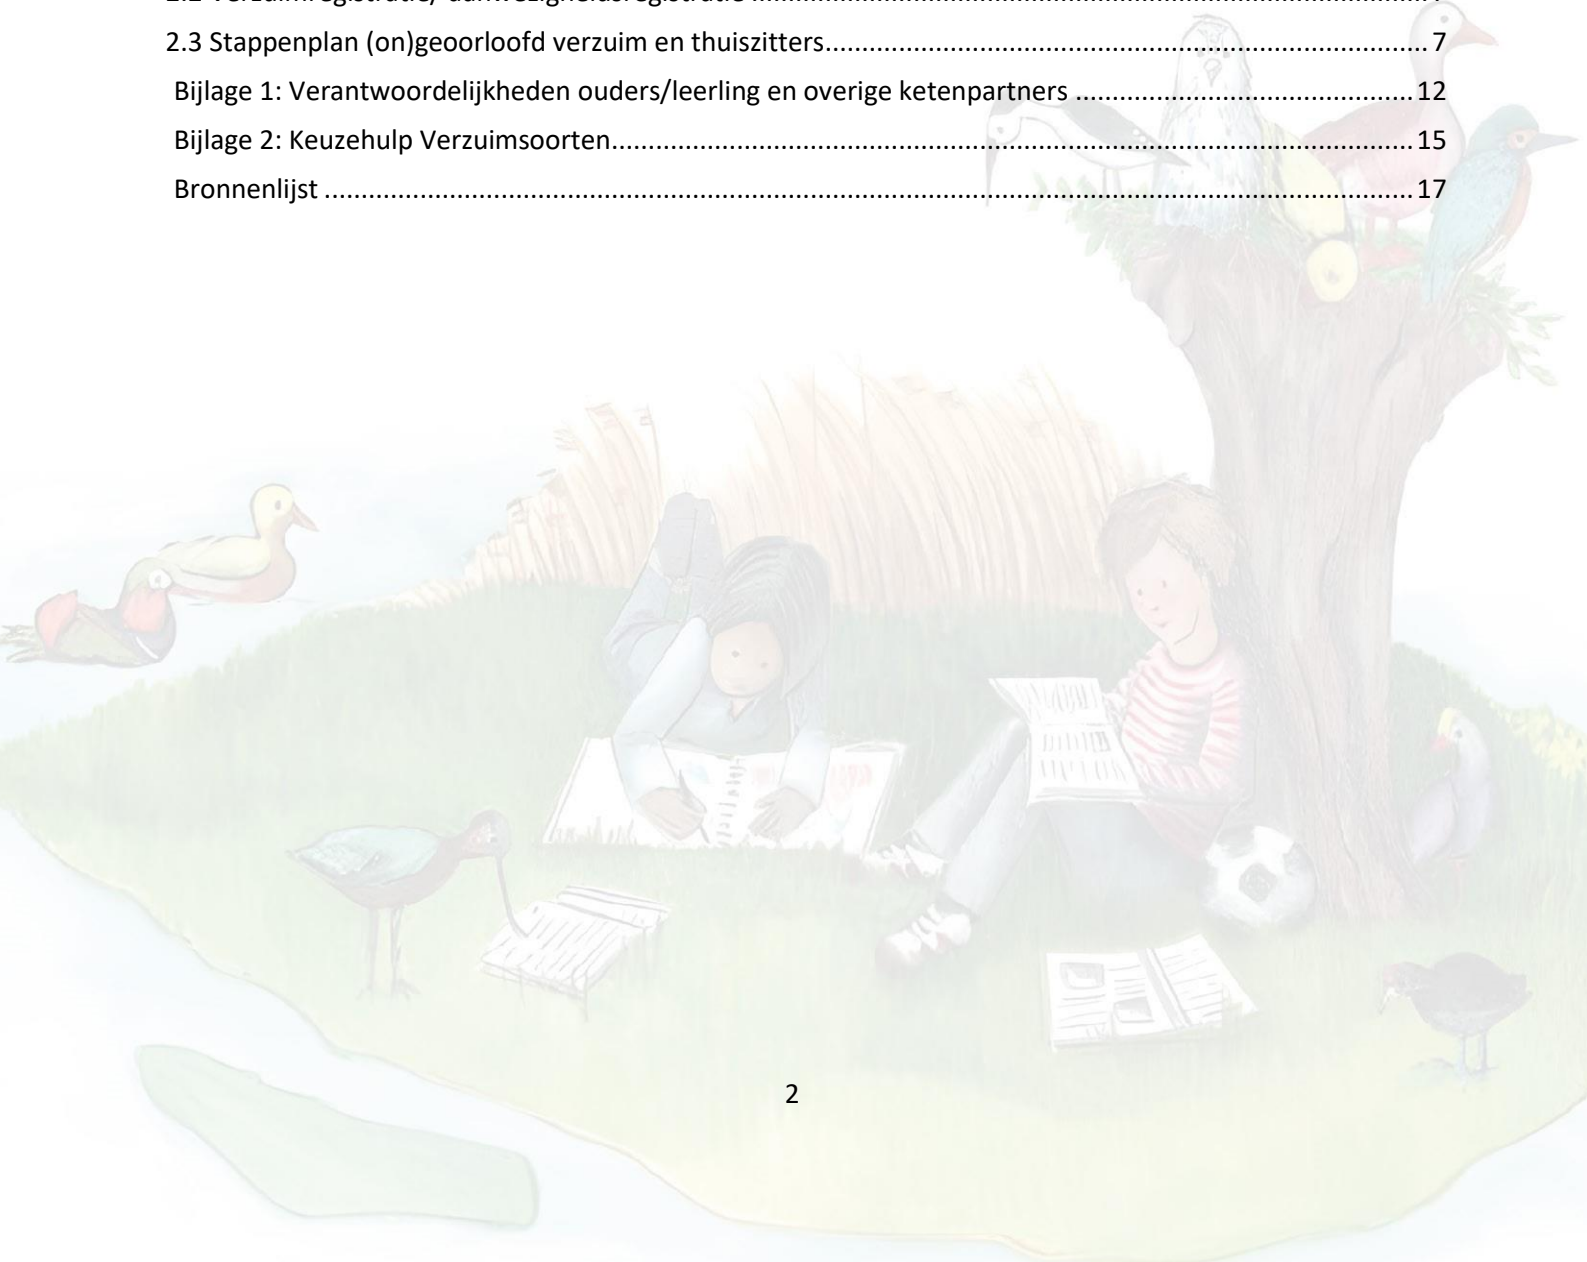 2.3 Stappenplan (on)geoorloofd verzuim en thuiszitters........................................................................................ 7
Bijlage 1: Verantwoordelijkheden ouders/leerling en overige ketenpartners .................................................. 12
Bijlage 2: Keuzehulp Verzuimsoorten................................................................................................................ 15
Bronnenlijst ........................................................................................................................................................ 17
2